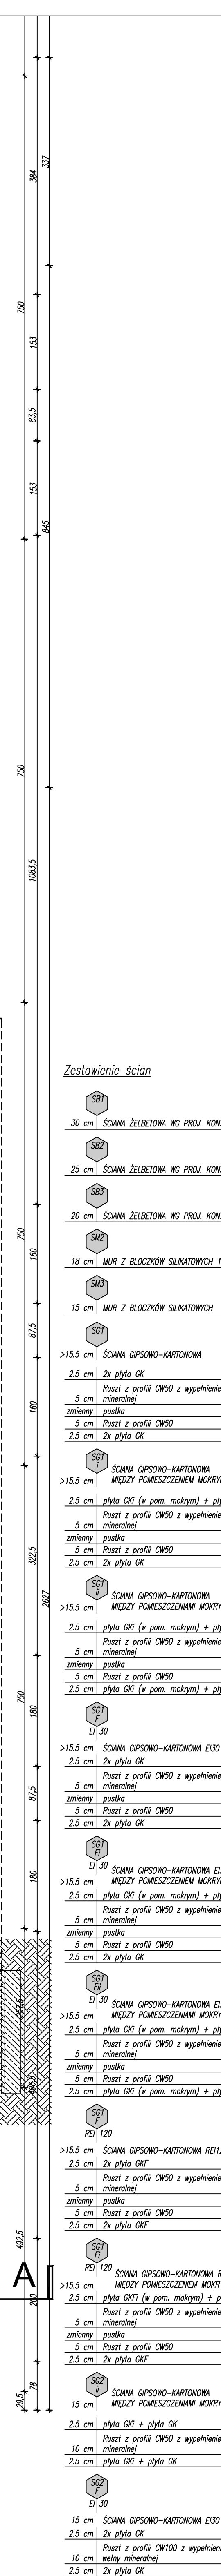 337
384
750
153
83,5
153
845
750
1083,5
750
160
87,5
160
322,5
2627
750
180
87,5
180
492,5
A
200
78
29,5
Zestawienie ścian
SB1
30 cm ŚCIANA ŻELBETOWA WG PROJ. KON
SB2
25 cm ŚCIANA ŻELBETOWA WG PROJ. KON
SB3
20 cm ŚCIANA ŻELBETOWA WG PROJ. KON
SM2
18 cm MUR Z BLOCZKÓW SILIKATOWYCH 1
SM3
15 cm MUR Z BLOCZKÓW SILIKATOWYCH
SG1
>15.5 cm ŚCIANA GIPSOWO-KARTONOWA
2.5 cm 2x płyta GK
Ruszt z profili CW50 z wypełnienie
5 cm mineralnej
zmienny pustka
5 cm Ruszt z profili CW50
2.5 cm 2x płyta GK
SG1
i
ŚCIANA GIPSOWO-KARTONOWA
>15.5 cm MIĘDZY POMIESZCZENIEM MOKRYM
2.5 cm płyta GKi (w pom. mokrym) + pły
Ruszt z profili CW50 z wypełnienie
5 cm mineralnej
zmienny pustka
5 cm Ruszt z profili CW50
2.5 cm 2x płyta GK
SG1
ii
ŚCIANA GIPSOWO-KARTONOWA
>15.5 cm MIĘDZY POMIESZCZENIAMI MOKRY
2.5 cm płyta GKi (w pom. mokrym) + pły
Ruszt z profili CW50 z wypełnienie
5 cm mineralnej
zmienny pustka
5 cm Ruszt z profili CW50
2.5 cm płyta GKi (w pom. mokrym) + pły
SG1
F
EI 30
>15.5 cm ŚCIANA GIPSOWO-KARTONOWA EI30
2.5 cm 2x płyta GK
Ruszt z profili CW50 z wypełnienie
5 cm mineralnej
zmienny pustka
5 cm Ruszt z profili CW50
2.5 cm 2x płyta GK
SG1
Fi
EI 30
ŚCIANA GIPSOWO-KARTONOWA EI
>15.5 cm MIĘDZY POMIESZCZENIEM MOKRYM
2.5 cm płyta GKi (w pom. mokrym) + pły
Ruszt z profili CW50 z wypełnienie
5 cm mineralnej
zmienny pustka
5 cm Ruszt z profili CW50
2.5 cm 2x płyta GK
SG1
Fii
EI 30
ŚCIANA GIPSOWO-KARTONOWA EI
>15.5 cm MIĘDZY POMIESZCZENIAMI MOKRY
2.5 cm płyta GKi (w pom. mokrym) + pły
Ruszt z profili CW50 z wypełnienie
5 cm mineralnej
zmienny pustka
5 cm Ruszt z profili CW50
2.5 cm płyta GKi (w pom. mokrym) + pły
SG1
F
REI 120
>15.5 cm ŚCIANA GIPSOWO-KARTONOWA REI1
2.5 cm 2x płyta GKF
Ruszt z profili CW50 z wypełnienie
5 cm mineralnej
zmienny pustka
5 cm Ruszt z profili CW50
2.5 cm 2x płyta GKF
SG1
Fi
REI 120
ŚCIANA GIPSOWO-KARTONOWA R
>15.5 cm MIĘDZY POMIESZCZENIEM MOKR
2.5 cm płyta GKFi (w pom. mokrym) + p
Ruszt z profili CW50 z wypełnienie
5 cm mineralnej
zmienny pustka
5 cm Ruszt z profili CW50
2.5 cm 2x płyta GKF
SG2
ii
ŚCIANA GIPSOWO-KARTONOWA
15 cm MIĘDZY POMIESZCZENIAMI MOKRY
2.5 cm płyta GKi + płyta GK
Ruszt z profili CW50 z wypełnienie
10 cm mineralnej
2.5 cm płyta GKi + płyta GK
SG2
F
EI 30
15 cm ŚCIANA GIPSOWO-KARTONOWA EI30
2.5 cm 2x płyta GK
Ruszt z profili CW100 z wypełnieni
10 cm wełny mineralnej
2.5 cm 2x płyta GK